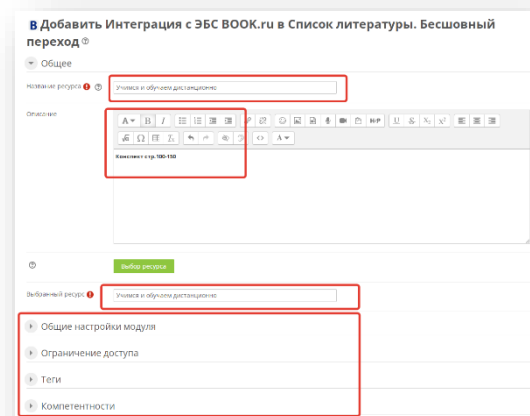 B Добавить Интеграция с ЭБС BOOK.ru в Список литературы. Бесшовный
переход
Общее
Название ресурса
Учимся и обучаем дистанционно
Описание
Конспект стр.100-150
Выбор ресурса
Выбранный ресурс
Учимся и обучаем дистанционно
Общие настройки модуля
Ограничение доступа
Теги
Компетентности